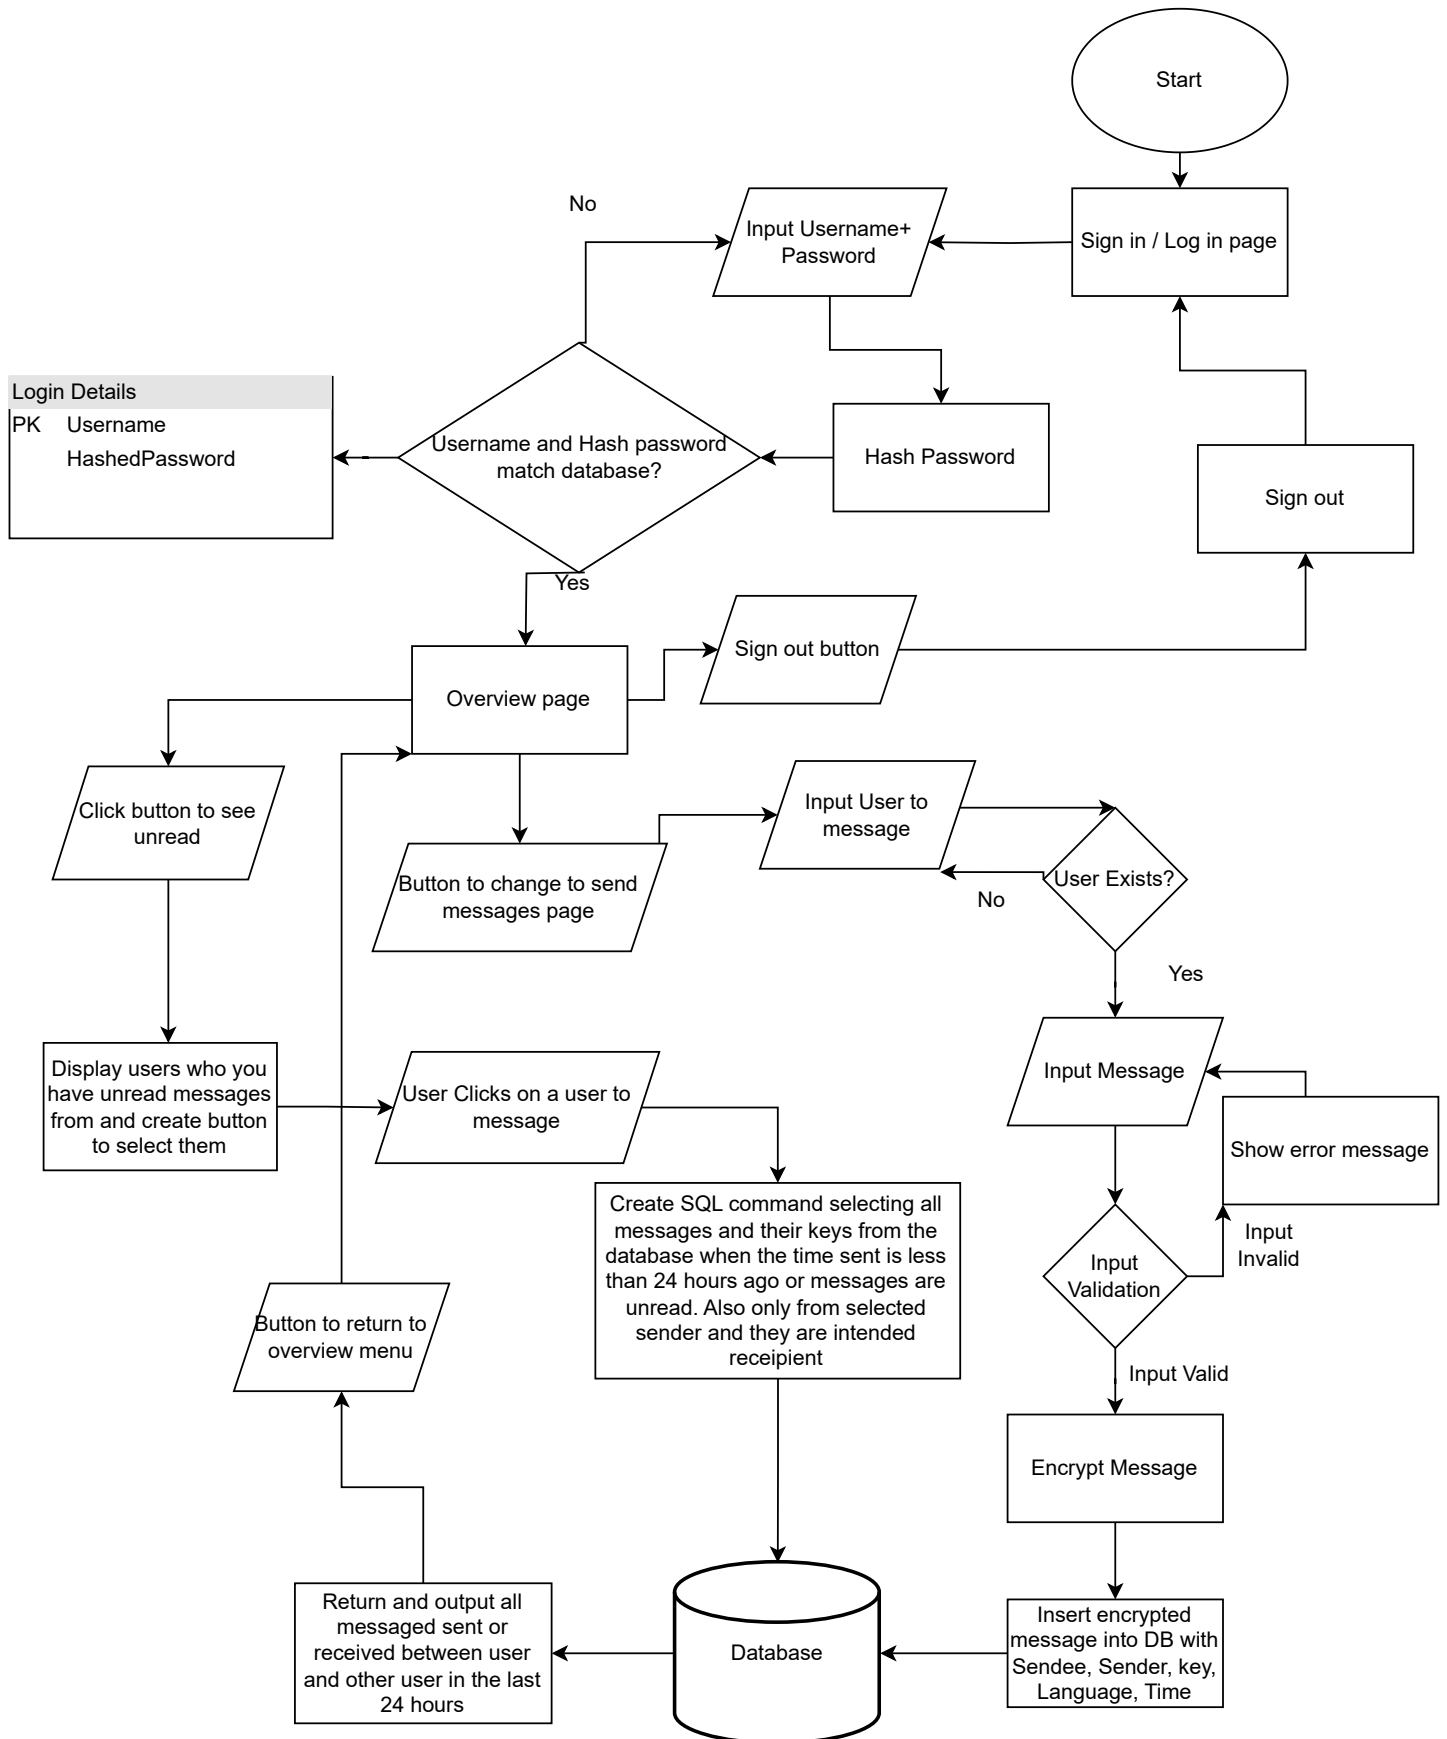 Start
No
Input Username+
Password
Sign in / Log in page
Login Details
PK Username
HashedPassword
Username and Hash password
match database?
Hash Password
Sign out
Yes
Sign out button
Overview page
Click button to see
unread
Input User to
message
Button to change to send
messages page
User Exists?
No
Yes
Display users who you
have unread messages
from and create button
to select them
User Clicks on a user to
message
Input Message
Show error message
Create SQL command selecting all
messages and their keys from the
database when the time sent is less
than 24 hours ago or messages are
unread. Also only from selected
sender and they are intended
receipient
Input
Invalid
Input
Validation
Button to return to
overview menu
Input Valid
Encrypt Message
Return and output all
messaged sent or
received between user
and other user in the last
24 hours
Database
Insert encrypted
message into DB with
Sendee, Sender, key,
Language, Time